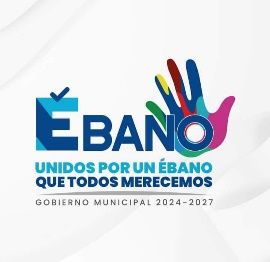 ÉBANO
UNIDOS POR UN ÉBANO
QUE TODOS MERECEMOS
GOBIERNO MUNICIPAL 2024-2027